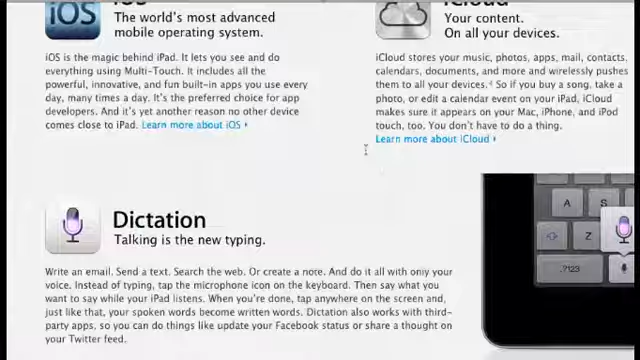 iOS
iOS
The world's most advanced
mobile operating system.
iOS is the magic behind iPad. It lets you see and do
everything using Multi-Touch. It includes all the
powerful, innovative, and fun built-in apps you use every
day, many times a day. It's the preferred choice for app
developers. And it's yet another reason no other device
comes close to iPad. Learn more about iOS
iCloud
Your content.
On all your devices.
iCloud stores your music, photos, apps, mail, contacts,
calendars, documents, and more and wirelessly pushes
them to all your devices.⁴ So if you buy a song, take a
photo, or edit a calendar event on your iPad, iCloud
makes sure it appears on your Mac, iPhone, and iPod
touch, too. You don't have to do a thing.
Learn more about iCloud
Dictation
Talking is the new typing.
Write an email. Send a text. Search the web. Or create a note. And do it all with only your
voice. Instead of typing, tap the microphone icon on the keyboard. Then say what you
want to say while your iPad listens. When you're done, tap anywhere on the screen and,
just like that, your spoken words become written words. Dictation also works with third-
party apps, so you can do things like update your Facebook status or share a thought on
your Twitter feed.
A S
Z
.?123